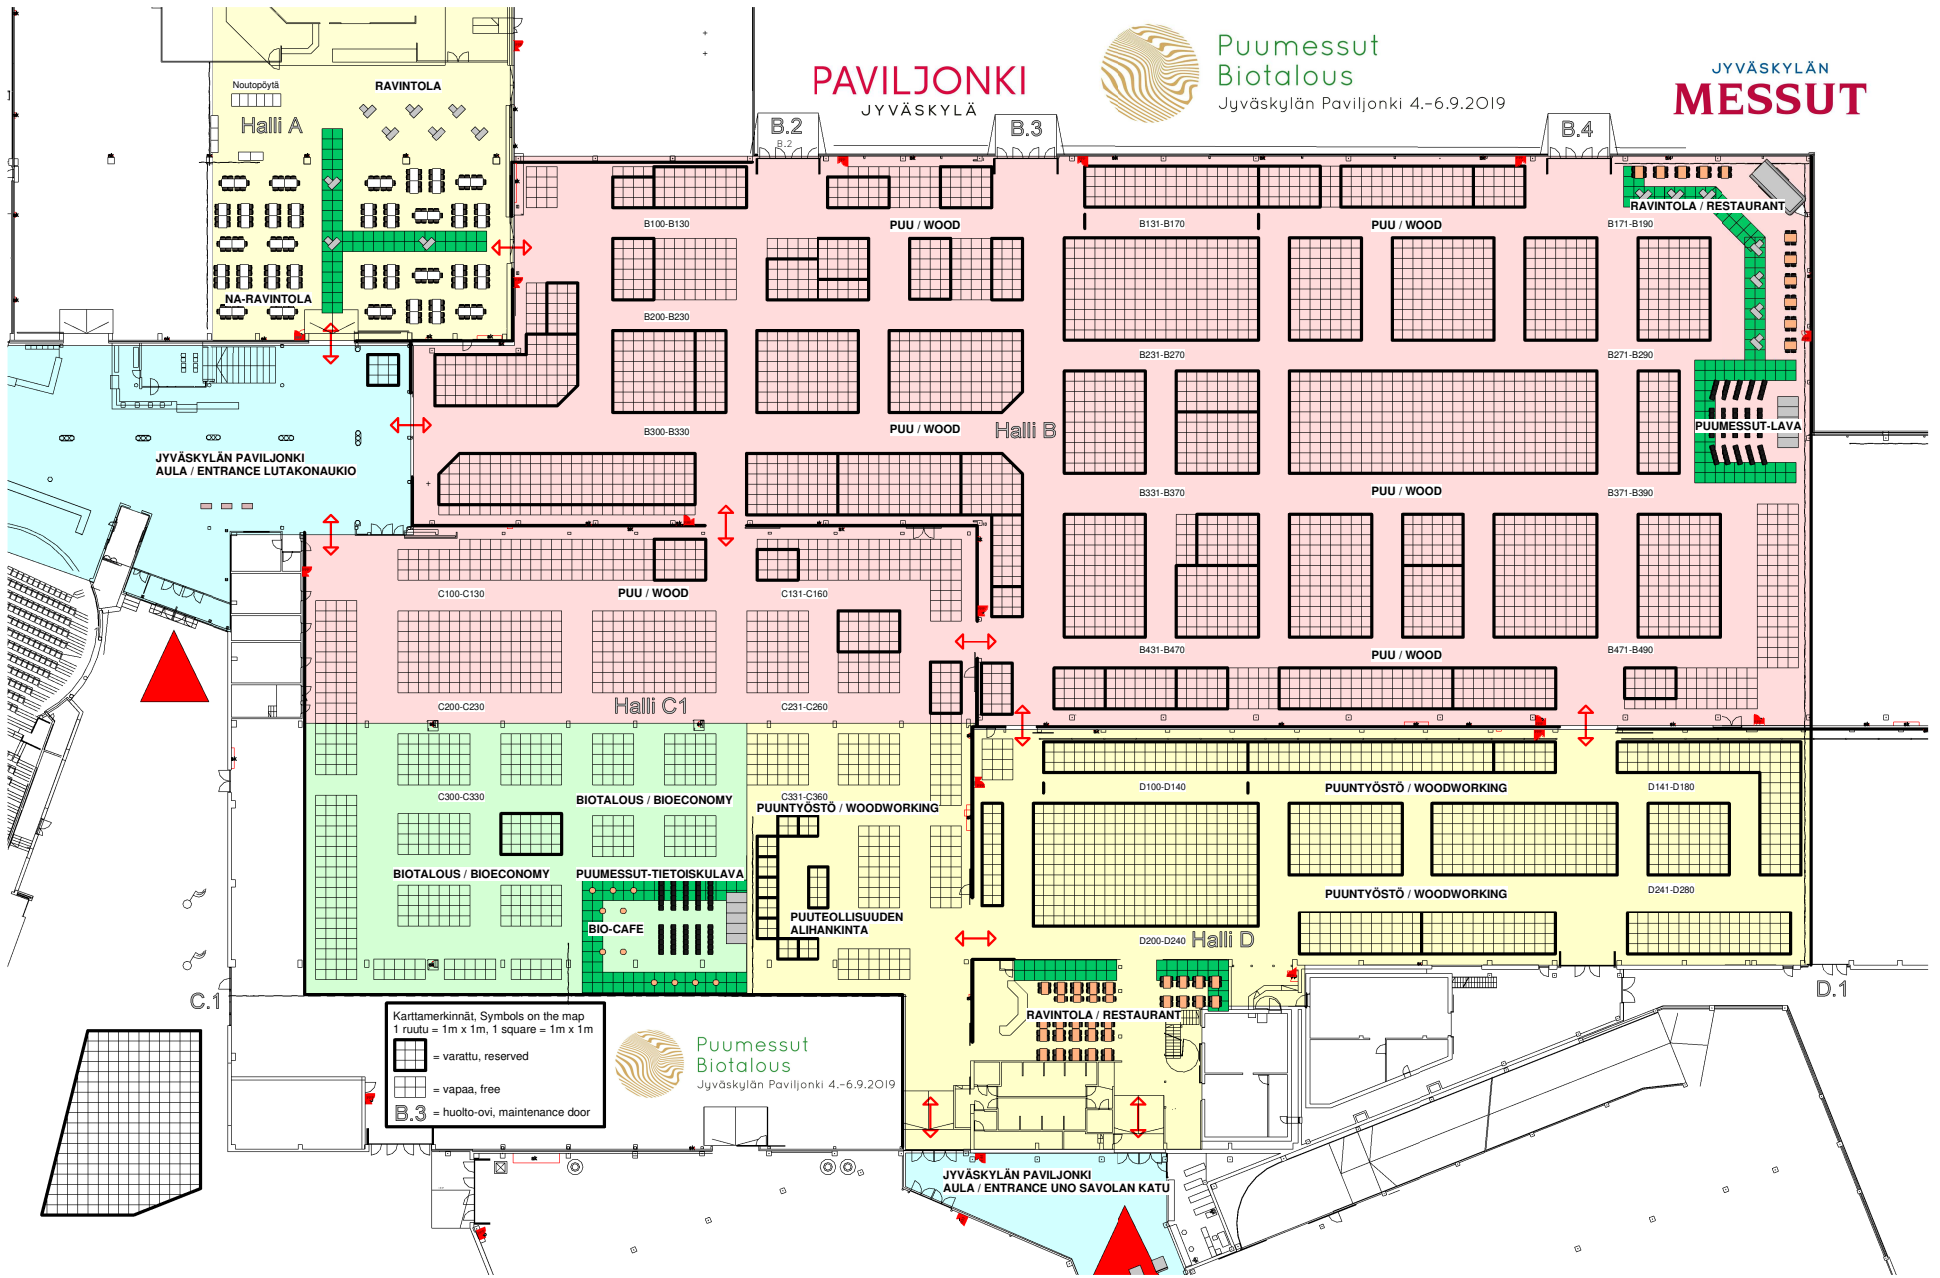 Puumessut
Biotalous
Jyväskylän Paviljonki 4.-6.9.2019
PAVILJONKI
JYVÄSKYLÄ
JYVÄSKYLÄN
MESSUT
Noutopöytä
RAVINTOLA
Halli A
B.2
B.2
B.3
B.4
NA-RAVINTOLA
B100-B130
PUU / WOOD
B131-B170
PUU / WOOD
B171-B190
RAVINTOLA / RESTAURANT
B200-B230
B231-B270
B271-B290
B300-B330
PUU / WOOD
Halli B
PUUMESSUT-LAVA
JYVÄSKYLÄN PAVILJONKI
AULA / ENTRANCE LUTAKONAUKIO
B331-B370
PUU / WOOD
B371-B390
C100-C130
PUU / WOOD
C131-C160
B431-B470
PUU / WOOD
B471-B490
C200-C230
Halli C1
C231-C260
C300-C330
BIOTALOUS / BIOECONOMY
C331-C360
PUUNTYÖSTÖ / WOODWORKING
D100-D140
PUUNTYÖSTÖ / WOODWORKING
D141-D180
BIOTALOUS / BIOECONOMY
PUUMESSUT-TIETOISKULAVA
PUUNTYÖSTÖ / WOODWORKING
D241-D280
BIO-CAFE
PUUTEOLLISUUDEN
ALIHANKINTA
D200-D240
Halli D
C.1
D.1
RAVINTOLA / RESTAURANT
Karttamerkinnät, Symbols on the map
1 ruutu = 1m x 1m, 1 square = 1m x 1m
= varattu, reserved
= vapaa, free
B.3 = huolto-ovi, maintenance door
Puumessut
Biotalous
Jyväskylän Paviljonki 4.-6.9.2019
JYVÄSKYLÄN PAVILJONKI
AULA / ENTRANCE UNO SAVOLAN KATU